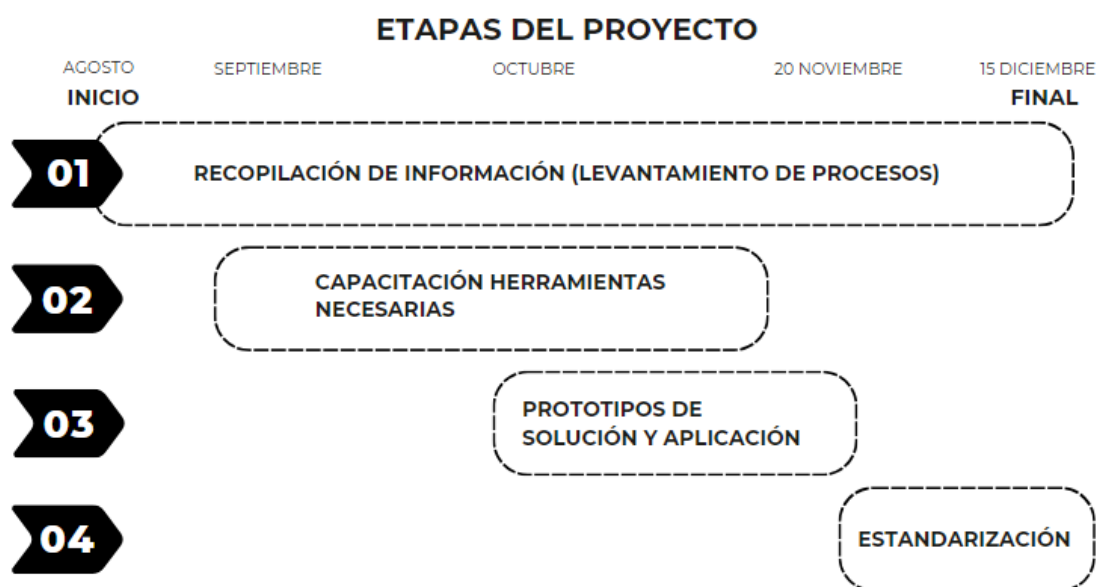 ETAPAS DEL PROYECTO
AGOSTO
SEPTIEMBRE
OCTUBRE
20 NOVIEMBRE
15 DICIEMBRE
INICIO
FINAL
01
RECOPILACIÓN DE INFORMACIÓN (LEVANTAMIENTO DE PROCESOS)
02
CAPACITACIÓN HERRAMIENTAS
NECESARIAS
03
PROTOTIPOS DE
SOLUCIÓN Y APLICACIÓN
04
ESTANDARIZACIÓN